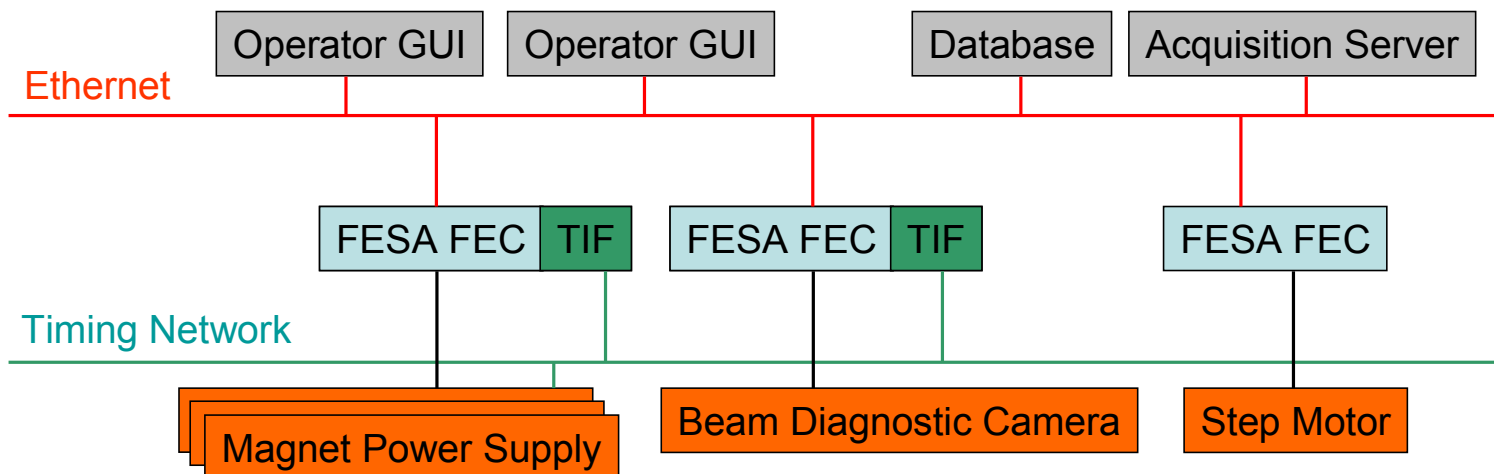 Operator GUI
Operator GUI
Database
Acquisition Server
Ethernet
FESA FEC
TIF
FESA FEC
TIF
FESA FEC
Timing Network
Magnet Power Supply
Beam Diagnostic Camera
Step Motor